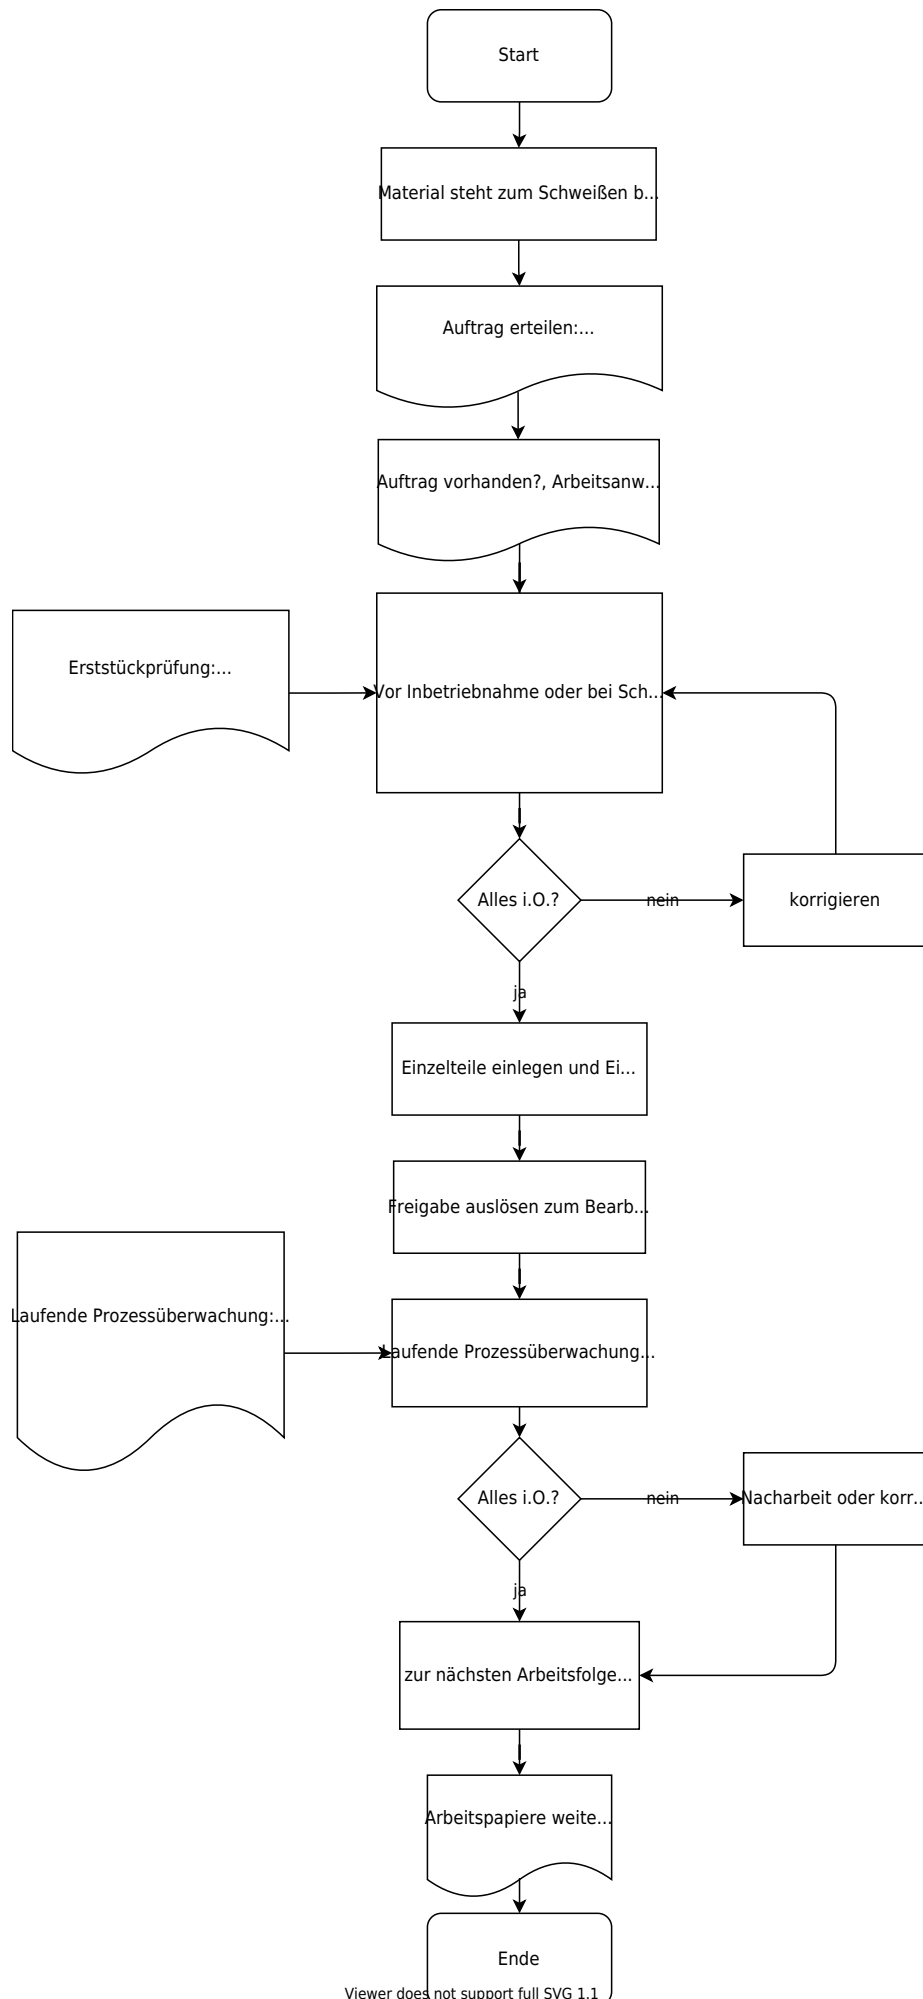 Start
Material steht zum Schweißen b...
Auftrag erteilen:...
Auftrag vorhanden?, Arbeitsanw...
Erststückprüfung:...
Vor Inbetriebnahme oder bei Sch...
Alles i.O.?
nein
korrigieren
ja
Einzelteile einlegen und Ei...
Freigabe auslösen zum Bearb...
Laufende Prozessüberwachung:...
Laufende Prozessüberwachung...
Alles i.O.?
nein
Nacharbeit oder korr...
ja
zur nächsten Arbeitsfolge...
Arbeitspapiere weite...
Ende
Viewer does not support full SVG 1.1